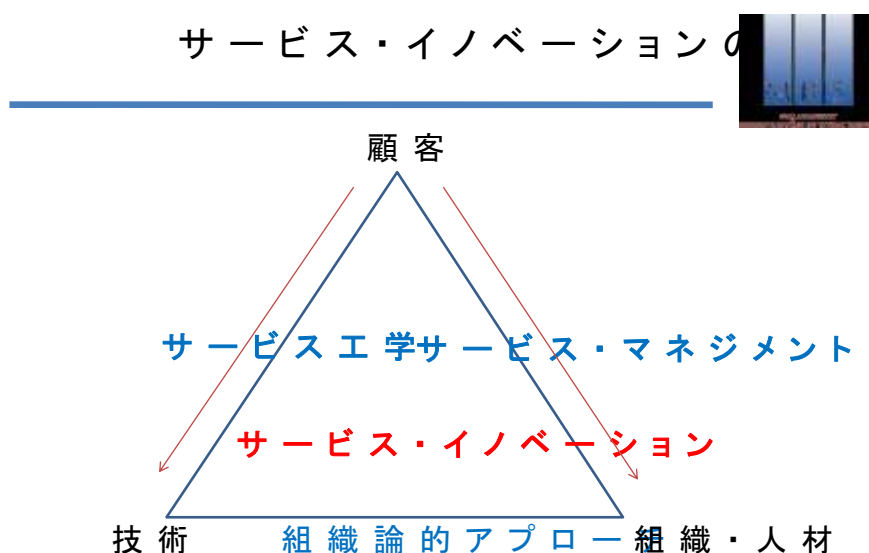 サービス・イノベーションの
顧客
サービス工学
サービス・マネジメント
サービス・イノベーション
技術
組織論的アプロー
組織・人材